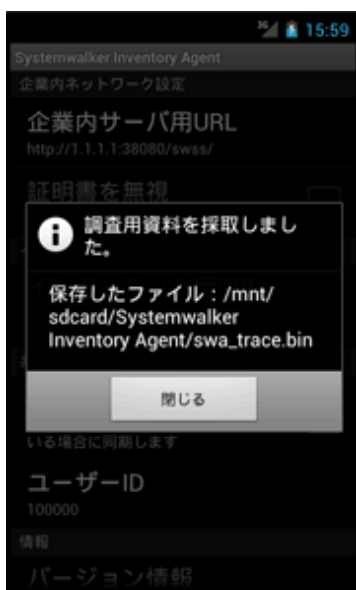 3G 15:59
Systemwalker Inventory Agent
企業内ネットワーク設定
企業内サーバ用URL
http://1.1.1.1:38080/swss/
証明書を無視
調査用資料を採取しまし
た。
保存したファイル：/mnt/
sdcard/Systemwalker
Inventory Agent/swa_trace.bin
閉じる
いる場合に同期します
ユーザーID
100000
情報
バージョン情報